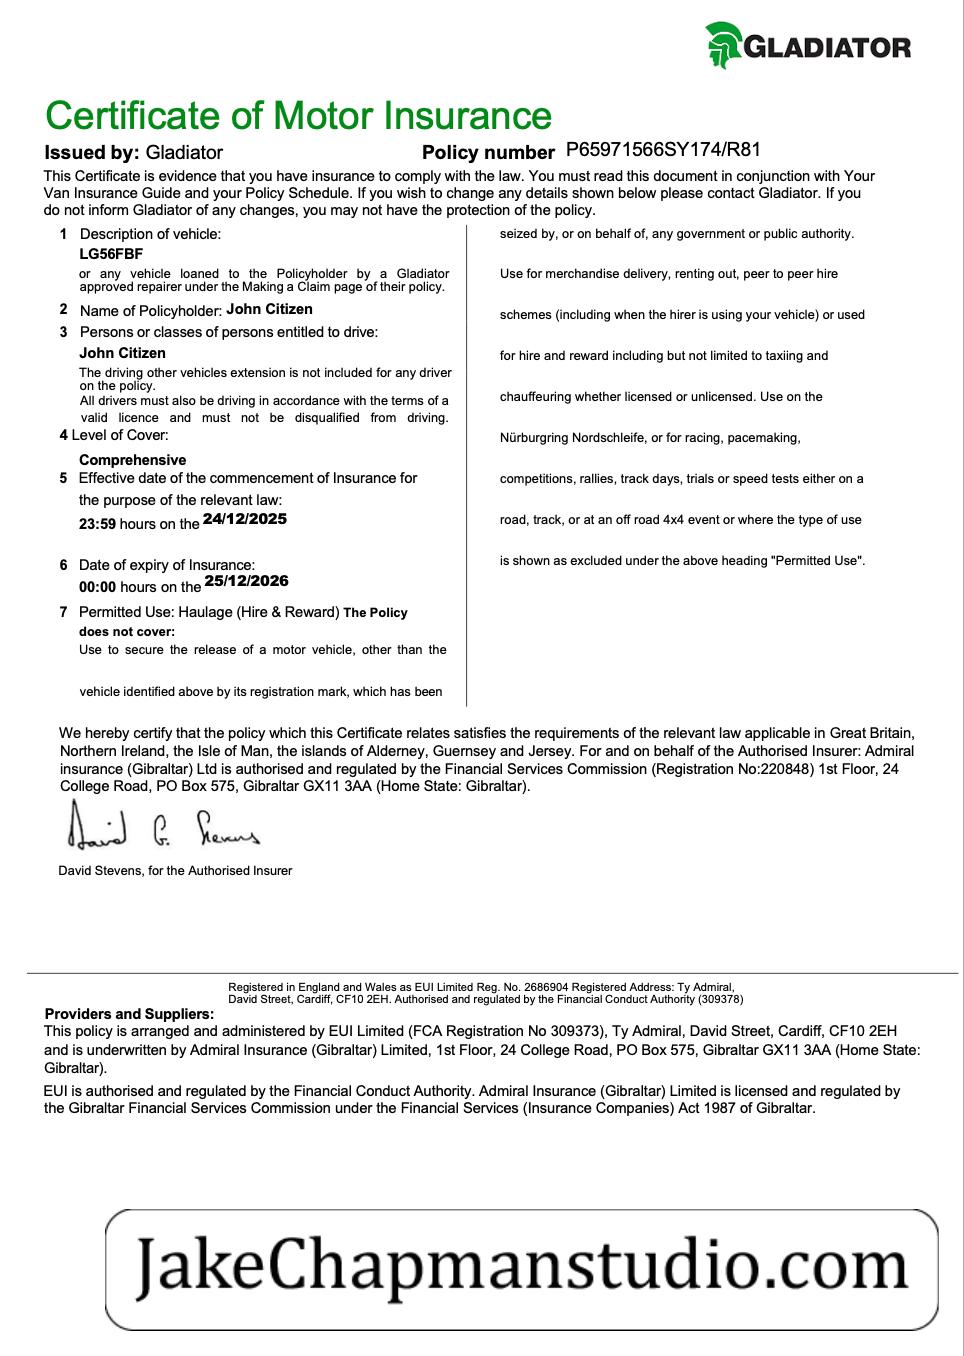 GLADIATOR
Certificate of Motor Insurance
Issued by: Gladiator
Policy number P65971566SY174/R81
This Certificate is evidence that you have insurance to comply with the law. You must read this document in conjunction with Your
Van Insurance Guide and your Policy Schedule. If you wish to change any details shown below please contact Gladiator. If you
do not inform Gladiator of any changes, you may not have the protection of the policy.
1 Description of vehicle:
LG56FBF
or any vehicle loaned to the Policyholder by a Gladiator
approved repairer under the Making a Claim page of their policy.
2 Name of Policyholder: John Citizen
3 Persons or classes of persons entitled to drive:
John Citizen
The driving other vehicles extension is not included for any driver
on the policy.
All drivers must also be driving in accordance with the terms of a
valid licence and must not be disqualified from driving.
4 Level of Cover:
Comprehensive
5 Effective date of the commencement of Insurance for
the purpose of the relevant law:
23:59 hours on the 24/12/2025
6 Date of expiry of Insurance:
00:00 hours on the 25/12/2026
7 Permitted Use: Haulage (Hire & Reward) The Policy
does not cover:
Use to secure the release of a motor vehicle, other than the
vehicle identified above by its registration mark, which has been
seized by, or on behalf of, any government or public authority.
Use for merchandise delivery, renting out, peer to peer hire
schemes (including when the hirer is using your vehicle) or used
for hire and reward including but not limited to taxiing and
chauffeuring whether licensed or unlicensed. Use on the
Nürburgring Nordschleife, or for racing, pacemaking,
competitions, rallies, track days, trials or speed tests either on a
road, track, or at an off road 4x4 event or where the type of use
is shown as excluded under the above heading "Permitted Use".
We hereby certify that the policy which this Certificate relates satisfies the requirements of the relevant law applicable in Great Britain,
Northern Ireland, the Isle of Man, the islands of Alderney, Guernsey and Jersey. For and on behalf of the Authorised Insurer: Admiral
insurance (Gibraltar) Ltd is authorised and regulated by the Financial Services Commission (Registration No:220848) 1st Floor, 24
College Road, PO Box 575, Gibraltar GX11 3AA (Home State: Gibraltar).
David G. Stevens
David Stevens, for the Authorised Insurer
Registered in England and Wales as EUI Limited Reg. No. 2686904 Registered Address: Ty Admiral,
David Street, Cardiff, CF10 2EH. Authorised and regulated by the Financial Conduct Authority (309378)
Providers and Suppliers:
This policy is arranged and administered by EUI Limited (FCA Registration No 309373), Ty Admiral, David Street, Cardiff, CF10 2EH
and is underwritten by Admiral Insurance (Gibraltar) Limited, 1st Floor, 24 College Road, PO Box 575, Gibraltar GX11 3AA (Home State:
Gibraltar).
EUI is authorised and regulated by the Financial Conduct Authority. Admiral Insurance (Gibraltar) Limited is licensed and regulated by
the Gibraltar Financial Services Commission under the Financial Services (Insurance Companies) Act 1987 of Gibraltar.
JakeChapmanstudio.com